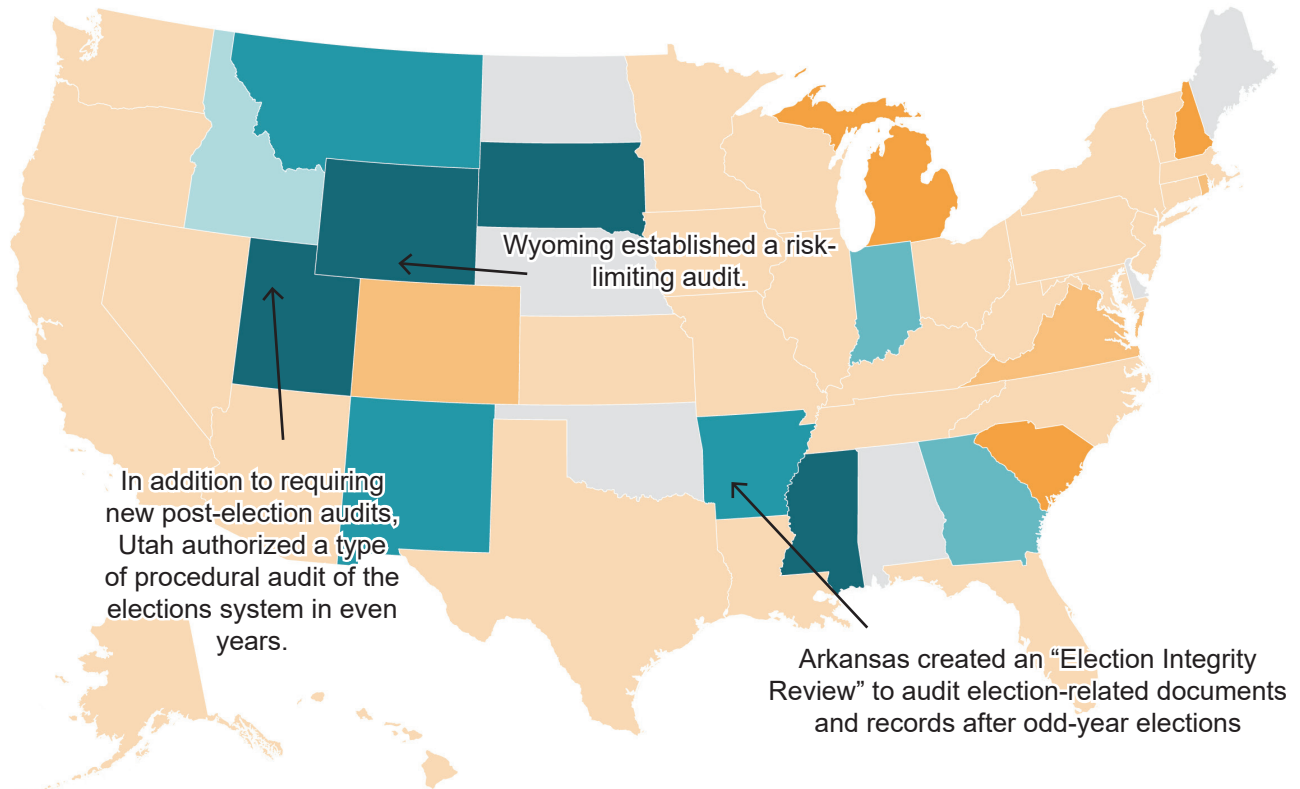 Wyoming established a risk-
limiting audit.
In addition to requiring
new post-election audits,
Utah authorized a type
of procedural audit of the
elections system in even
years.
Arkansas created an “Election Integrity
Review” to audit election-related documents
and records after odd-year elections